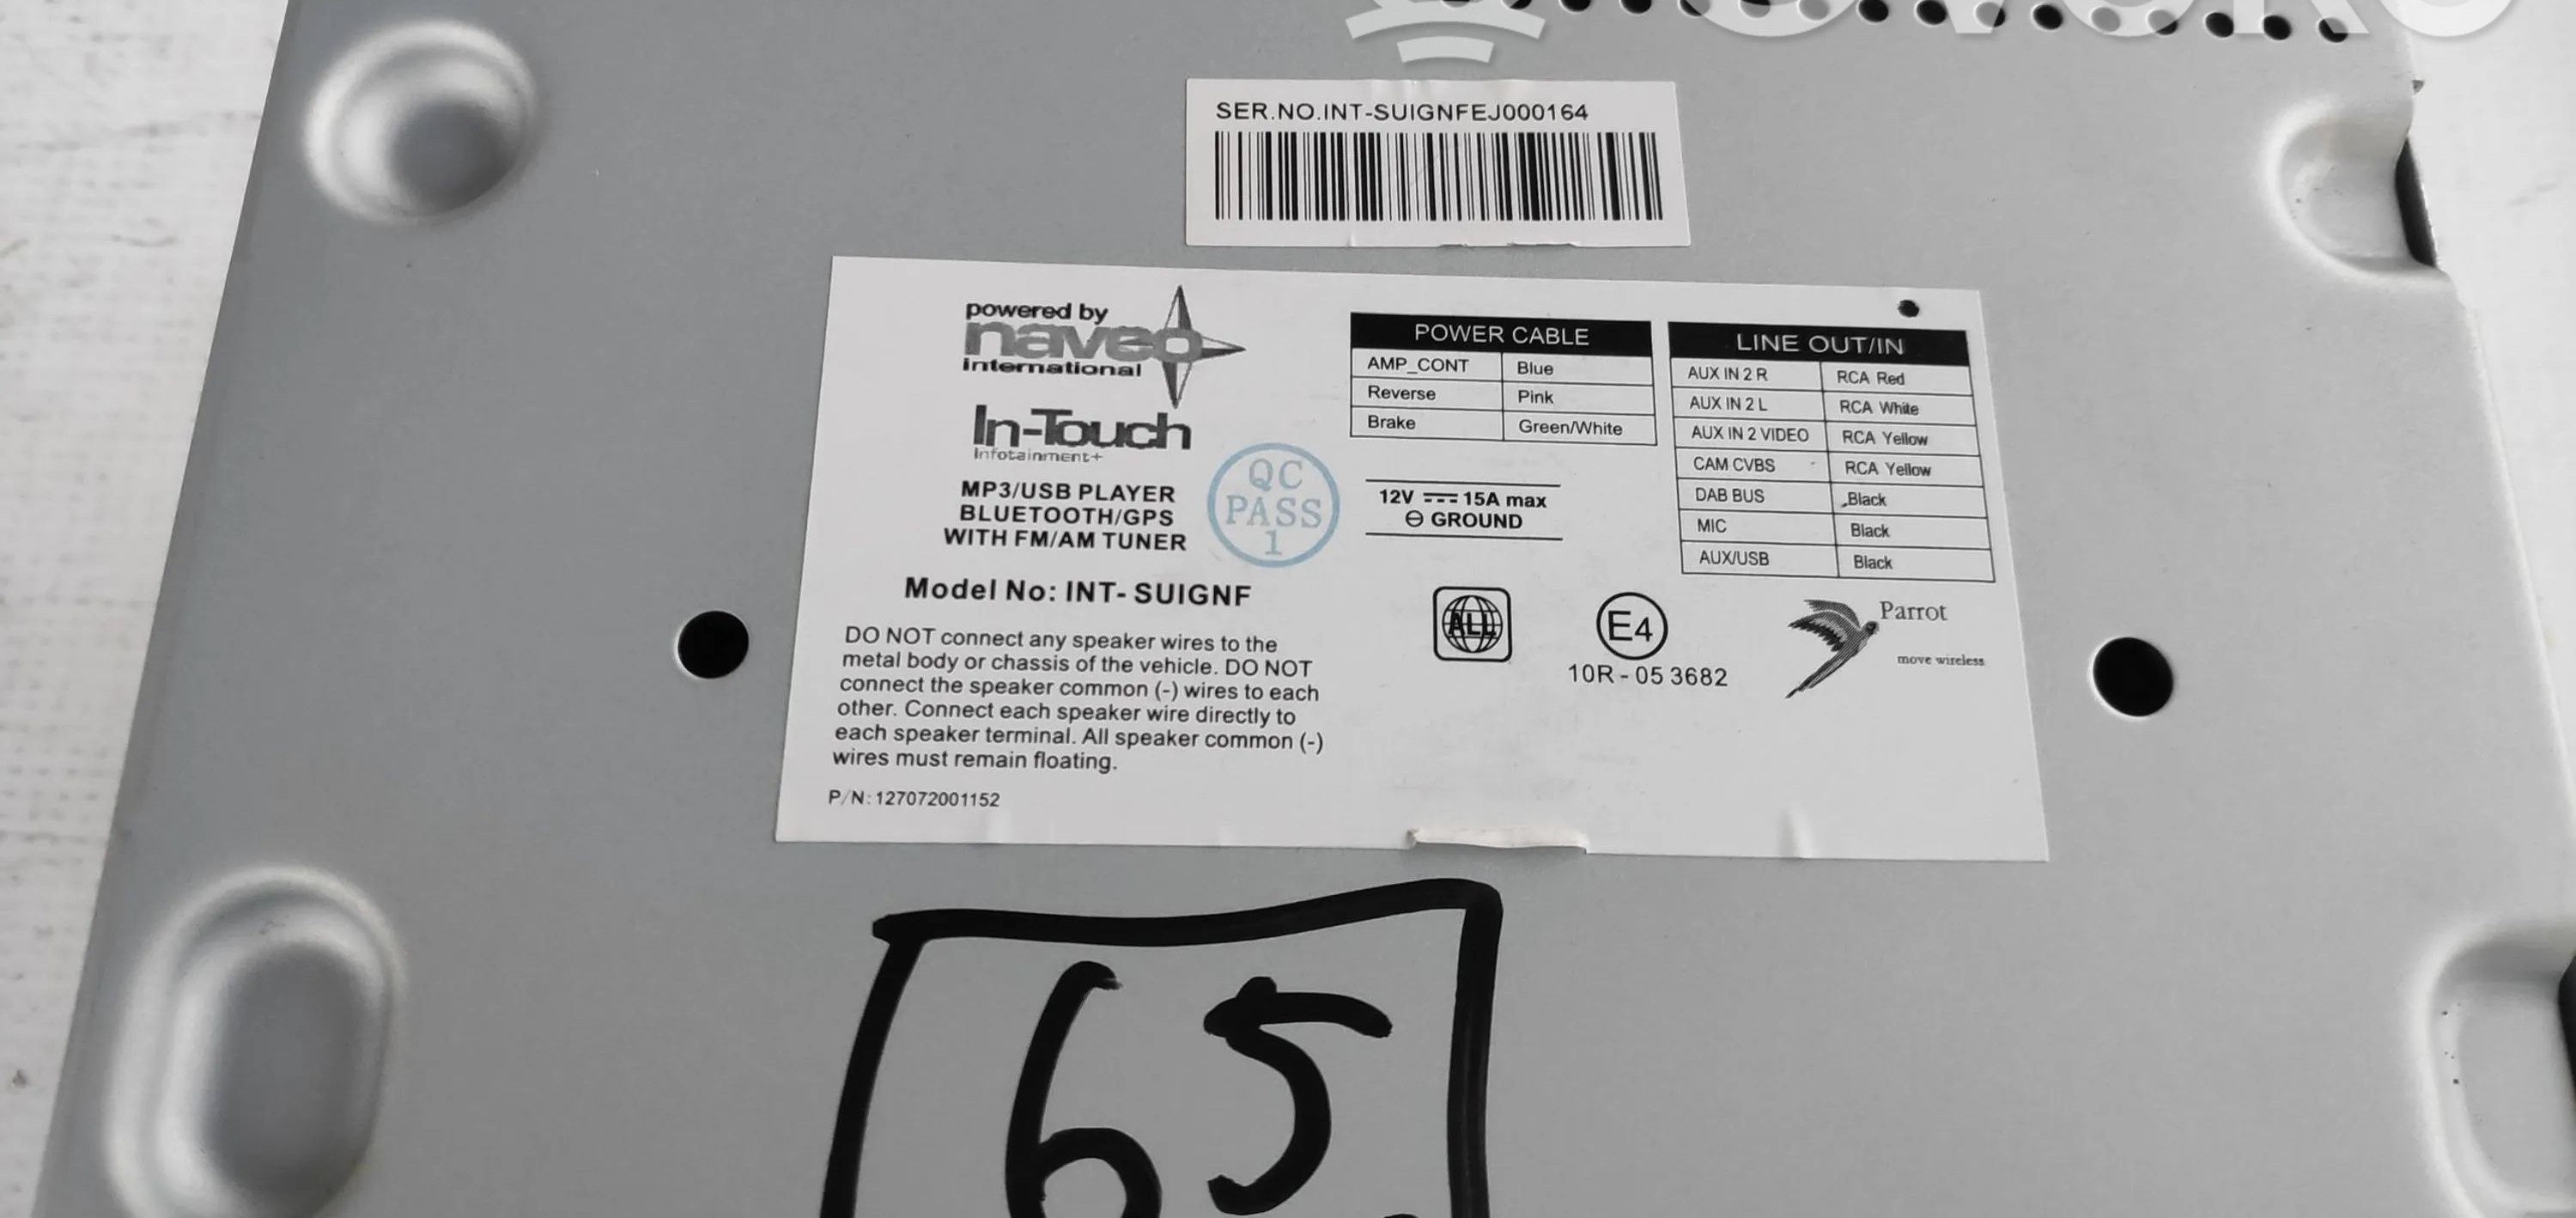 SER.NO.INT-SUIGNFEJ000164
powered by
naveo
international
In-Touch
Infotainment+
MP3/USB PLAYER
BLUETOOTH/GPS
WITH FM/AM TUNER
QC
PASS
1
Model No: INT- SUIGNF
DO NOT connect any speaker wires to the
metal body or chassis of the vehicle. DO NOT
connect the speaker common (-) wires to each
other. Connect each speaker wire directly to
each speaker terminal. All speaker common (-)
wires must remain floating.
P/N: 127072001152
POWER CABLE
AMP_CONT Blue
Reverse Pink
Brake Green/White
12V 15A max
GROUND
LINE OUT/IN
AUX IN 2 R RCA Red
AUX IN 2 L RCA White
AUX IN 2 VIDEO RCA Yellow
CAM CVBS RCA Yellow
DAB BUS Black
MIC Black
AUX/USB Black
ALL
E4
10R - 05 3682
Parrot
move wireless
65